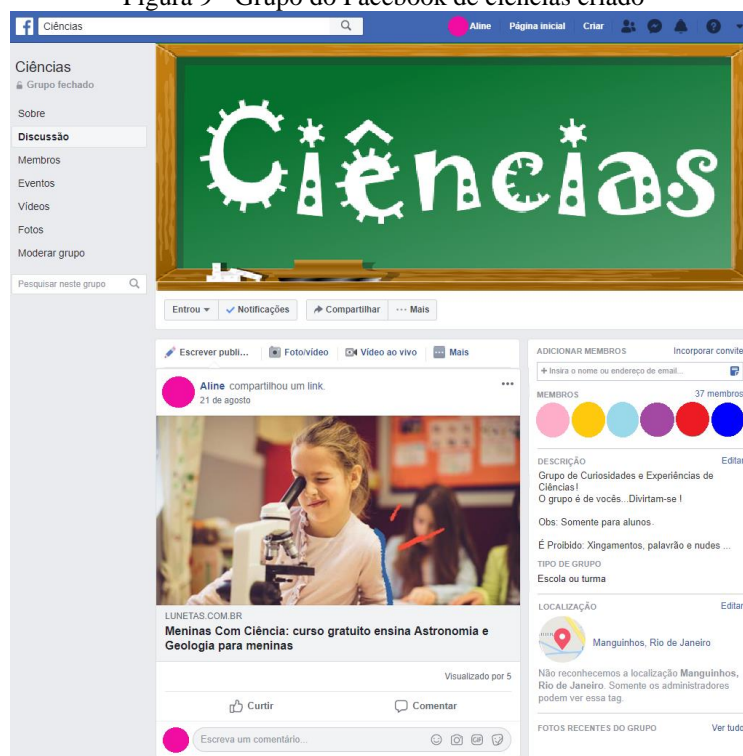 Figura 9 - Grupo do Facebook de ciências criado
Ciências
Aline Página inicial Criar
Ciências
Grupo fechado
Sobre
Discussão
Membros
Eventos
Vídeos
Fotos
Moderar grupo
Pesquisar neste grupo
Ciências
Entrou Notificações Compartilhar Mais
Escrever publi... Foto/vídeo Vídeo ao vivo Mais
Aline compartilhou um link.
21 de agosto
LUNETAS.COM.BR
Meninas Com Ciência: curso gratuito ensina Astronomia e
Geologia para meninas
Visualizado por 5
Curtir Comentar
Escreva um comentário...
GIF
ADICIONAR MEMBROS Incorporar convite
+ Insira o nome ou endereço de email...
MEMBROS 37 membros
DESCRIÇÃO Editar
Grupo de Curiosidades e Experiências de
Ciências!
O grupo é de vocês...Divirtam-se !
Obs: Somente para alunos.
É Proibido: Xingamentos, palavrão e nudes ...
TIPO DE GRUPO
Escola ou turma
LOCALIZAÇÃO Editar
Manguinhos, Rio de Janeiro
Não reconhecemos a localização Manguinhos,
Rio de Janeiro. Somente os administradores
podem ver essa tag.
FOTOS RECENTES DO GRUPO Ver tudo